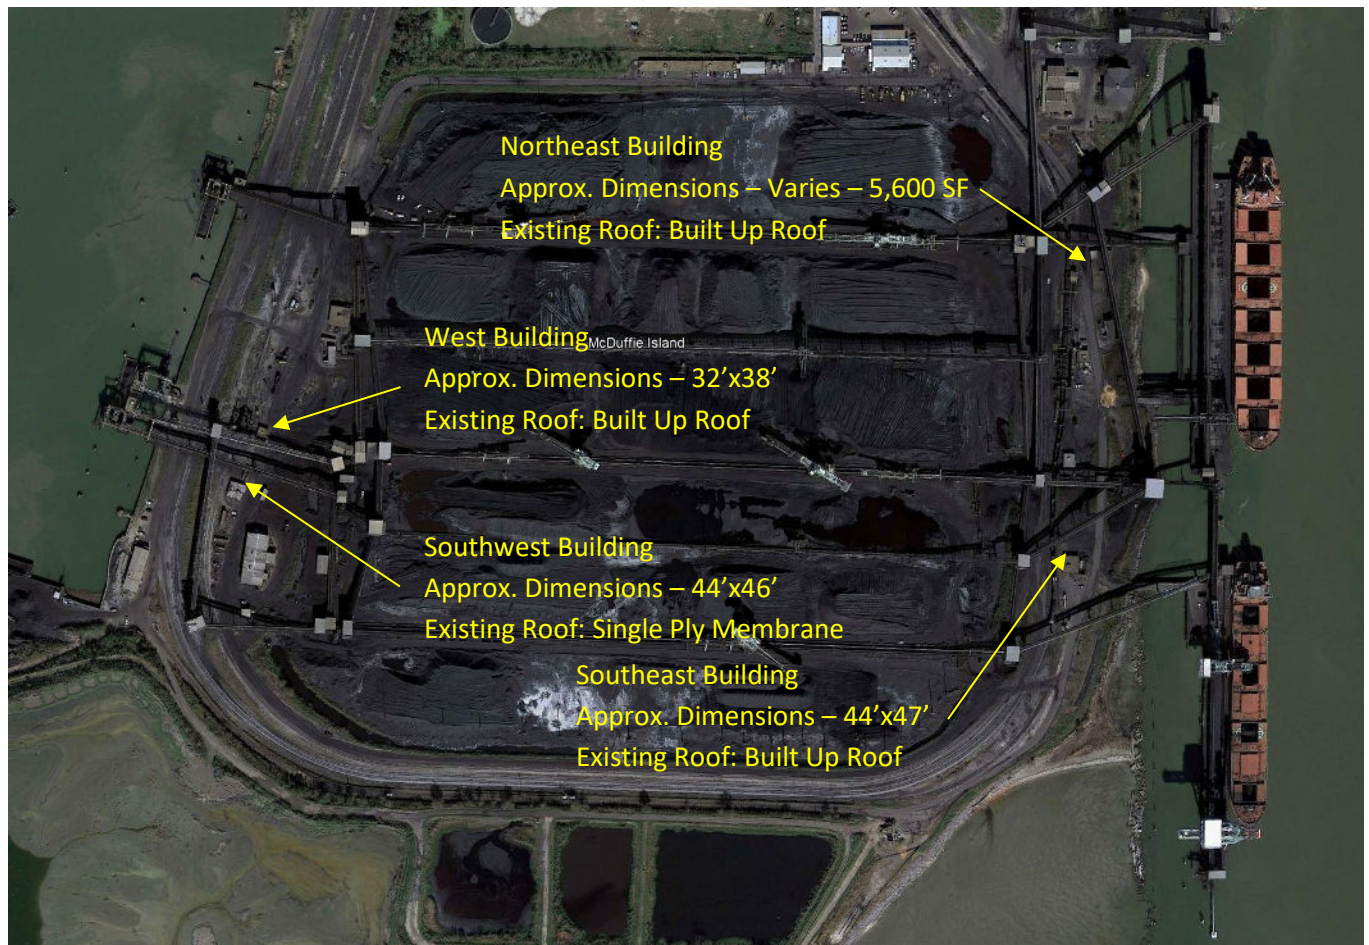 Northeast Building
Approx. Dimensions – Varies – 5,600 SF
Existing Roof: Built Up Roof
West Building
McDuffie Island
Approx. Dimensions – 32’x38’
Existing Roof: Built Up Roof
Southwest Building
Approx. Dimensions – 44’x46’
Existing Roof: Single Ply Membrane
Southeast Building
Approx. Dimensions – 44’x47’
Existing Roof: Built Up Roof